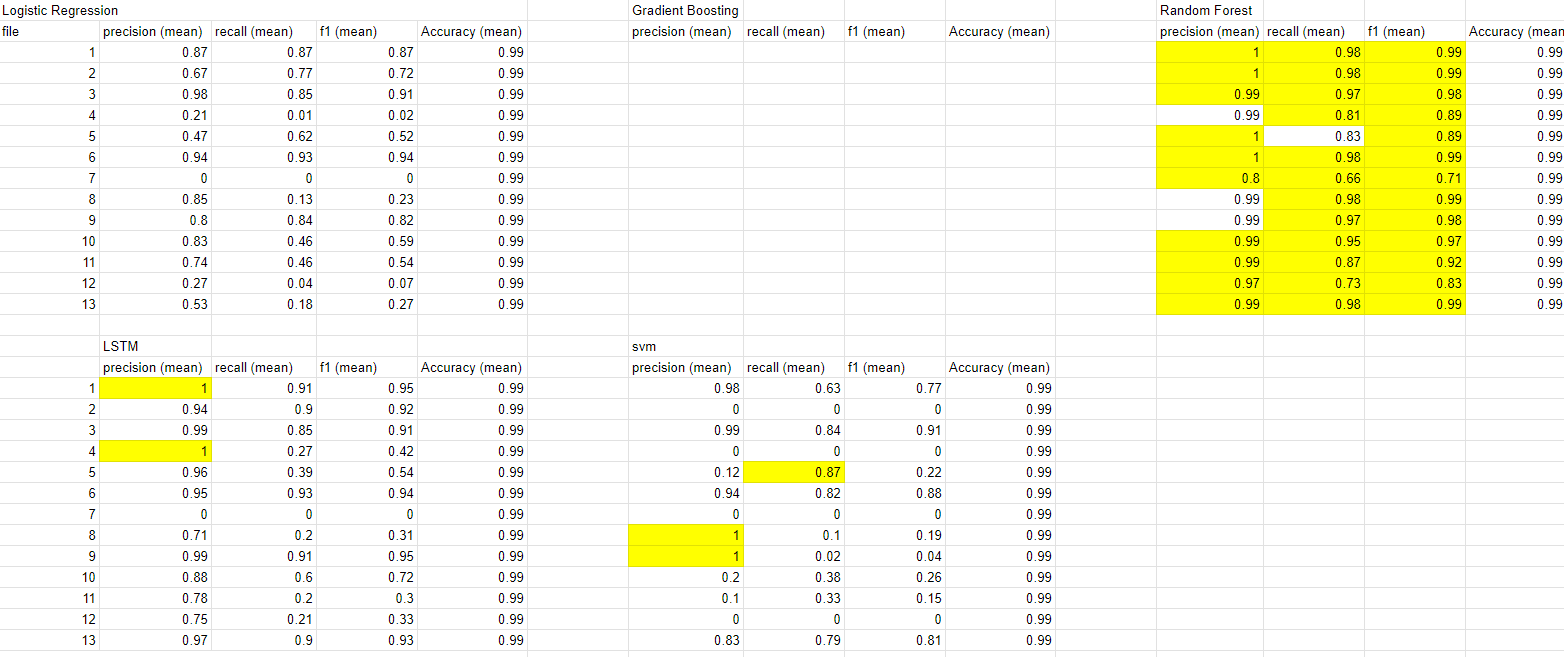 Logistic Regression Gradient Boosting Random Forest
file precision (mean) recall (mean) f1 (mean) Accuracy (mean) precision (mean) recall (mean) f1 (mean) Accuracy (mean) precision (mean) recall (mean) f1 (mean) Accuracy (mean
1 0.87 0.87 0.87 0.99 1 0.98 0.99 0.99
2 0.67 0.77 0.72 0.99 1 0.98 0.99 0.99
3 0.98 0.85 0.91 0.99 0.99 0.97 0.98 0.99
4 0.21 0.01 0.02 0.99 0.99 0.81 0.89 0.99
5 0.47 0.62 0.52 0.99 1 0.83 0.89 0.99
6 0.94 0.93 0.94 0.99 1 0.98 0.99 0.99
7 0 0 0 0.99 0.8 0.66 0.71 0.99
8 0.85 0.13 0.23 0.99 0.99 0.98 0.99 0.99
9 0.8 0.84 0.82 0.99 0.99 0.97 0.98 0.99
10 0.83 0.46 0.59 0.99 0.99 0.95 0.97 0.99
11 0.74 0.46 0.54 0.99 0.99 0.87 0.92 0.99
12 0.27 0.04 0.07 0.99 0.97 0.73 0.83 0.99
13 0.53 0.18 0.27 0.99 0.99 0.98 0.99 0.99
LSTM svm
precision (mean) recall (mean) f1 (mean) Accuracy (mean) precision (mean) recall (mean) f1 (mean) Accuracy (mean)
1 1 0.91 0.95 0.99 0.98 0.63 0.77 0.99
2 0.94 0.9 0.92 0.99 0 0 0 0.99
3 0.99 0.85 0.91 0.99 0.99 0.84 0.91 0.99
4 1 0.27 0.42 0.99 0 0 0 0.99
5 0.96 0.39 0.54 0.99 0.12 0.87 0.22 0.99
6 0.95 0.93 0.94 0.99 0.94 0.82 0.88 0.99
7 0 0 0 0.99 0 0 0 0.99
8 0.71 0.2 0.31 0.99 1 0.1 0.19 0.99
9 0.99 0.91 0.95 0.99 1 0.02 0.04 0.99
10 0.88 0.6 0.72 0.99 0.2 0.38 0.26 0.99
11 0.78 0.2 0.3 0.99 0.1 0.33 0.15 0.99
12 0.75 0.21 0.33 0.99 0 0 0 0.99
13 0.97 0.9 0.93 0.99 0.83 0.79 0.81 0.99